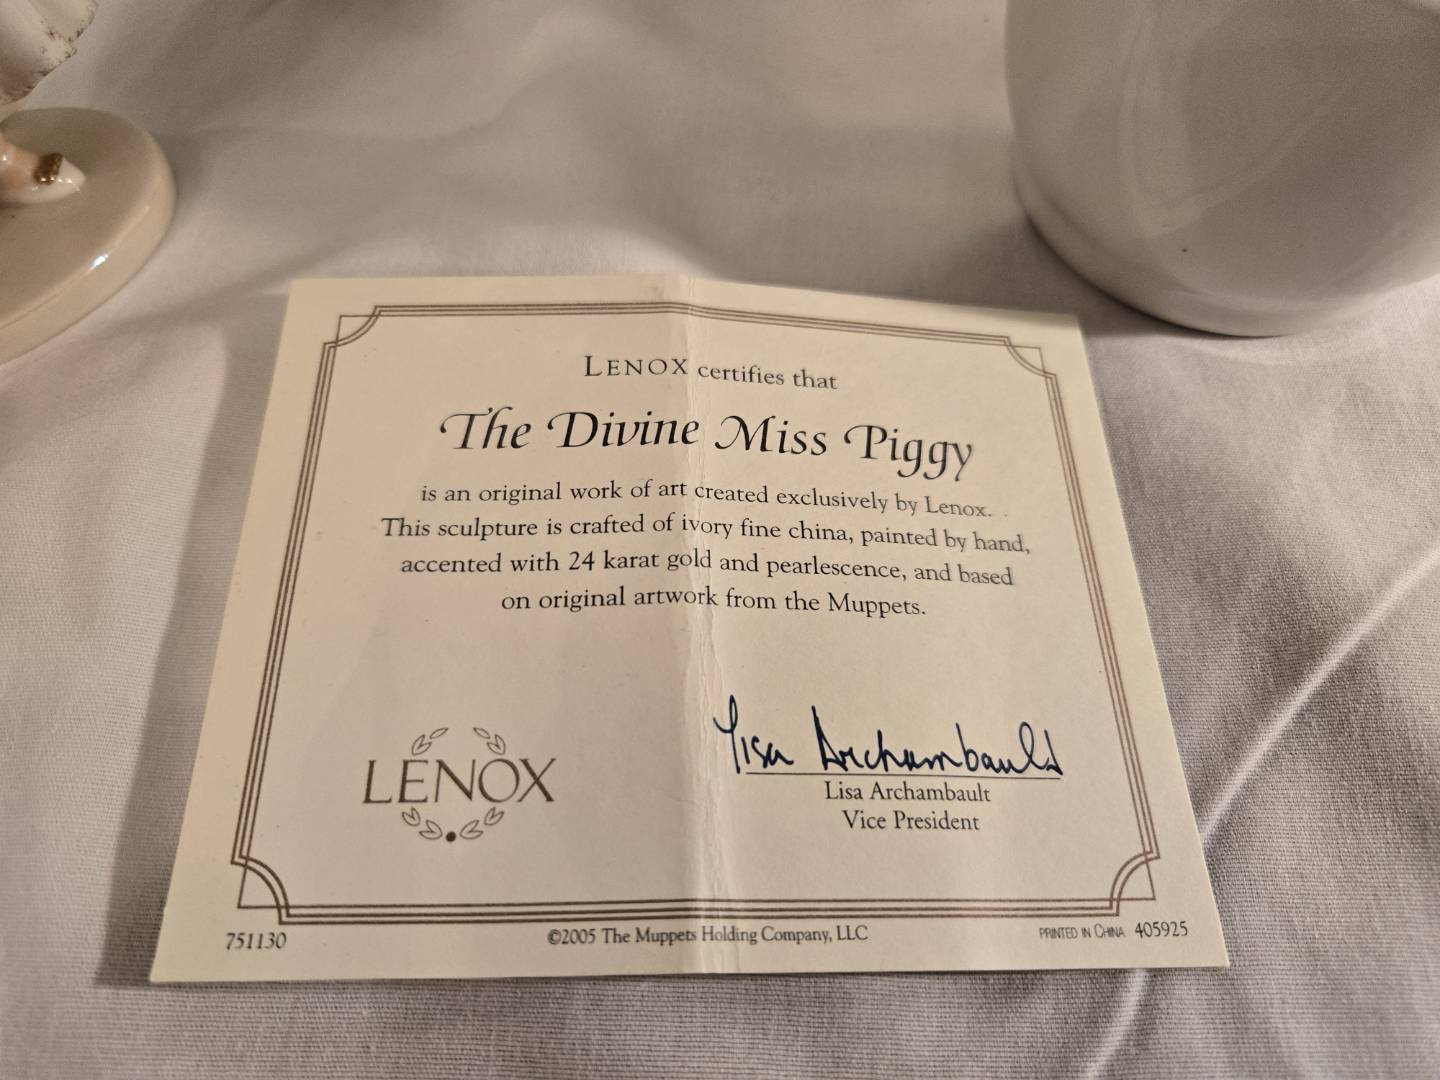 LENOX certifies that
The Divine Miss Piggy
is an original work of art created exclusively by Lenox.
This sculpture is crafted of ivory fine china, painted by hand,
accented with 24 karat gold and pearlescence, and based
on original artwork from the Muppets.
LENOX
Lisa Archambault
Lisa Archambault
Vice President
751130
©2005 The Muppets Holding Company, LLC
PRINTED IN CHINA 405925